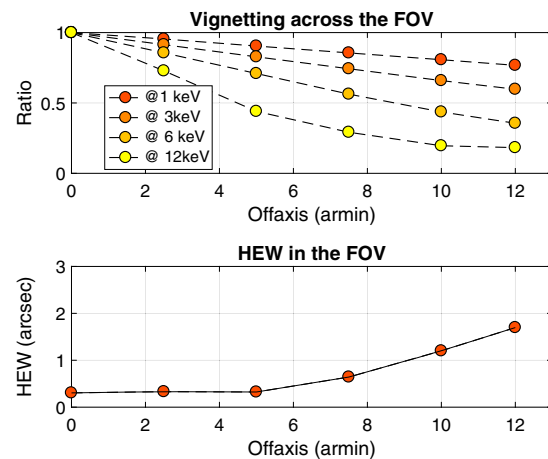 Vignetting across the FOV
1
0.5
0
Ratio
@1 keV
@ 3keV
@ 6 keV
@ 12keV
0 2 4 6 8 10 12
Offaxis (armin)
HEW in the FOV
3
2
1
0
HEW (arcsec)
0 2 4 6 8 10 12
Offaxis (armin)